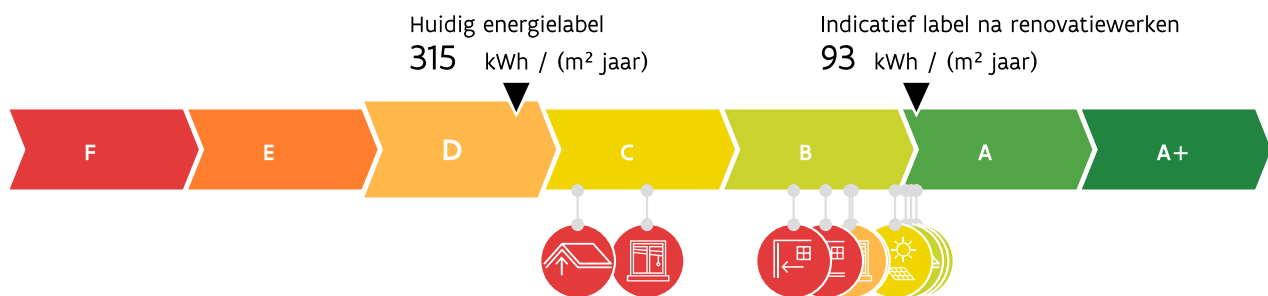 Huidig energielabel
315 kWh / (m² jaar)
Indicatief label na renovatiewerken
93 kWh / (m² jaar)
F E D C B A A+